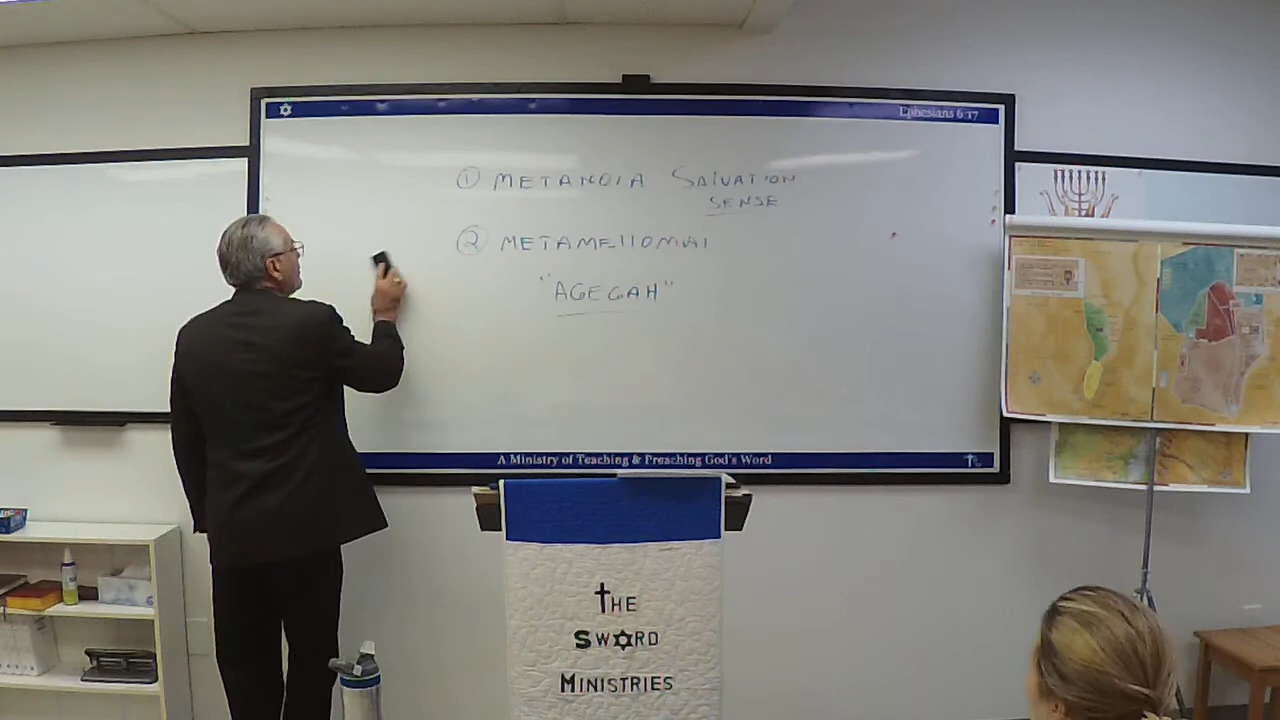 Ephesians 6:17
① METANOIA SALVATION
SENSE
② METAMELLOMAI
"AGEGAH"
A Ministry of Teaching & Preaching God's Word
THE
SWORD
MINISTRIES